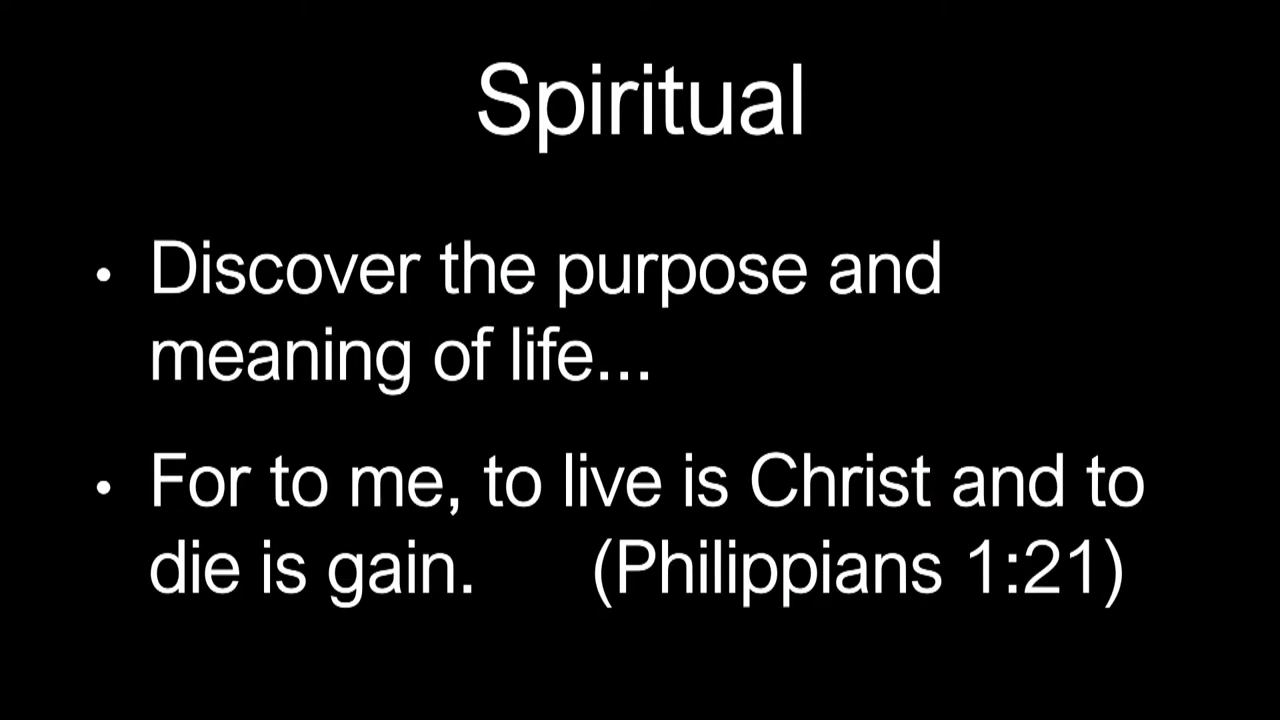 Spiritual
• Discover the purpose and
meaning of life...
• For to me, to live is Christ and to
die is gain. (Philippians 1:21)